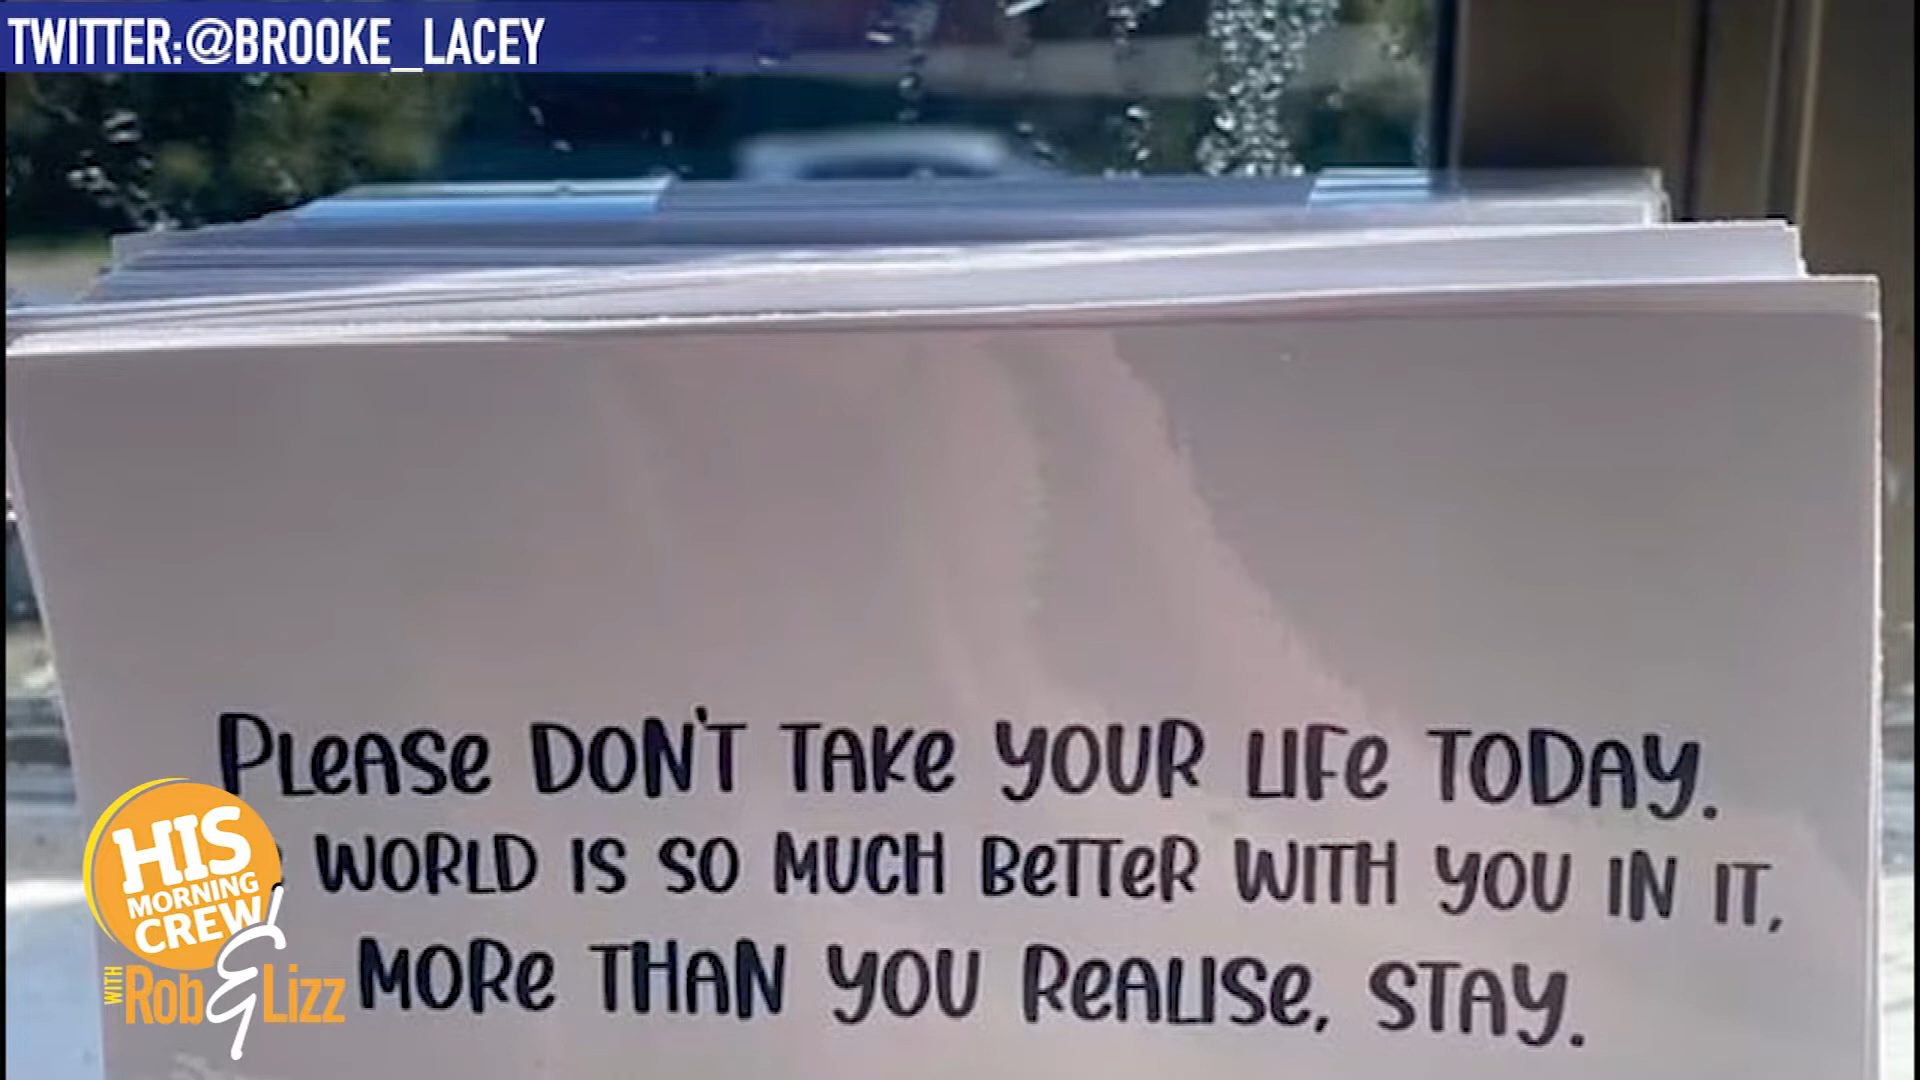 TWITTER:@BROOKE_LACEY
Please DON'T TAKe YOUR LIFe TODAY.
WORLD IS SO MUCH BeTTeR WITH YOU IN IT,
MORe THAN YOU ReALISe, STAY.
HIS
MORNING
CREW
WITH Rob & Lizz